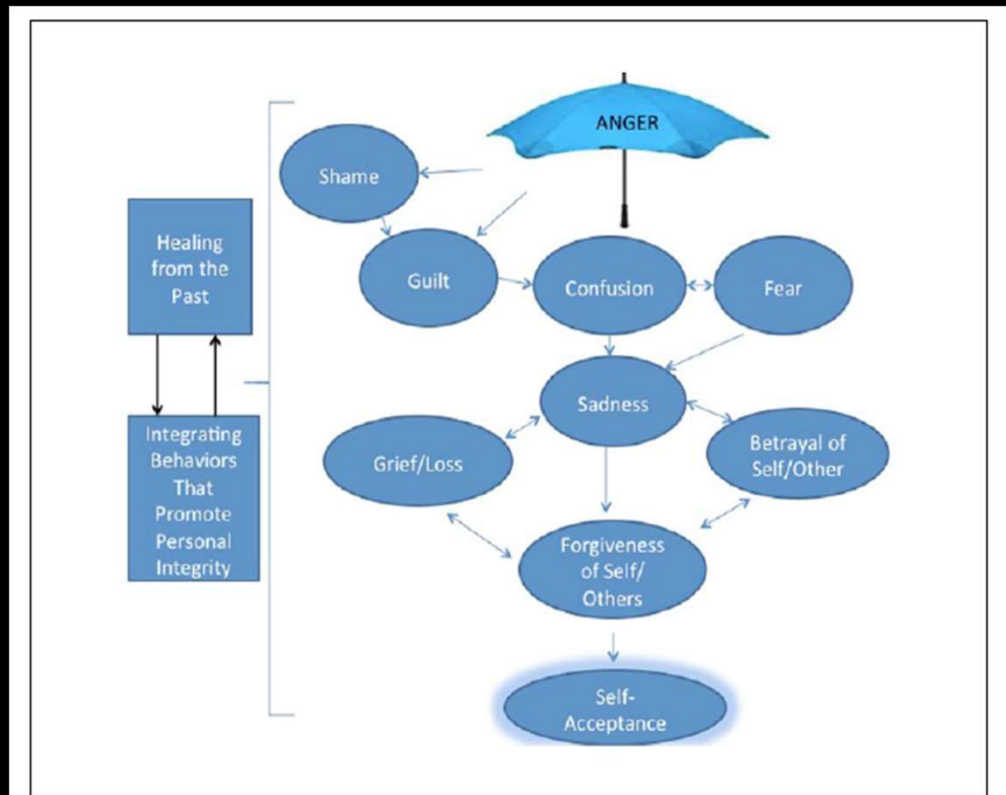 ANGER
Shame
Healing
from the
Past
Guilt
Confusion
Fear
Sadness
Integrating
Behaviors
That
Promote
Personal
Integrity
Grief/Loss
Betrayal of
Self/Other
Forgiveness
of Self/
Others
Self-
Acceptance